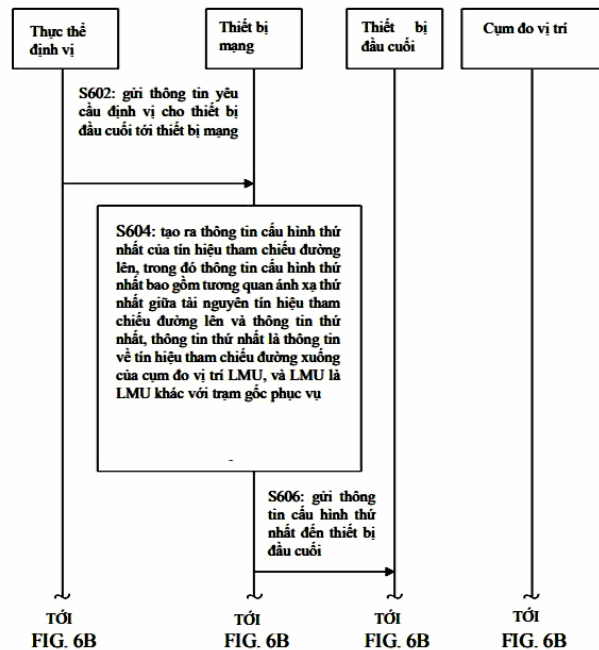 Thực thể
định vị
Thiết bị
mạng
Thiết bị
đầu cuối
Cụm đo vị trí
S602: gửi thông tin yêu
cầu định vị cho thiết bị
đầu cuối tới thiết bị mạng
S604: tạo ra thông tin cấu hình thứ
nhất của tín hiệu tham chiếu đường
lên, trong đó thông tin cấu hình thứ
nhất bao gồm tương quan ánh xạ thứ
nhất giữa tài nguyên tín hiệu tham
chiếu đường lên và thông tin thứ
nhất, thông tin thứ nhất là thông tin
về tín hiệu tham chiếu đường xuống
của cụm đo vị trí LMU, và LMU là
LMU khác với trạm gốc phục vụ
S606: gửi thông
tin cấu hình thứ
nhất đến thiết bị
đầu cuối
TỚI
FIG. 6B
TỚI
FIG. 6B
TỚI
FIG. 6B
TỚI
FIG. 6B